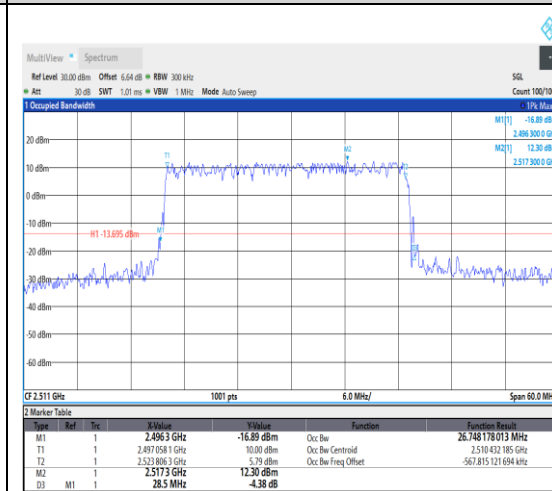 MultiView Spectrum
Ref Level 30.00 dBm Offset 6.64 dB RBW 300 kHz SGL
Att 30 dB SWT 1.01 ms VBW 1 MHz Mode Auto Sweep Count 100/10
1 Occupied Bandwidth 1Pk Max
M1[1] -16.89 dB
2.496 300 0 G
M2[1] 12.30 dB
2.517 300 0 G
T1 M2
20 dBm
10 dBm
0 dBm
-10 dBm
H1 -13.695 dBm M1
-20 dBm
-30 dBm
-40 dBm
-50 dBm
-60 dBm
CF 2.511 GHz 1001 pts 6.0 MHz/ Span 60.0 MH
2 Marker Table
Type Ref Trc X-Value Y-Value Function Function Result
M1 1 2.4963 GHz -16.89 dBm Occ Bw 26.748 178 013 MHz
T1 1 2.497 058 1 GHz 10.00 dBm Occ Bw Centroid 2.510 432 185 GHz
T2 1 2.523 806 3 GHz 5.79 dBm Occ Bw Freq Offset -567.815 121 694 kHz
M2 1 2.5173 GHz 12.30 dBm
D3 M1 1 28.5 MHz -4.38 dB